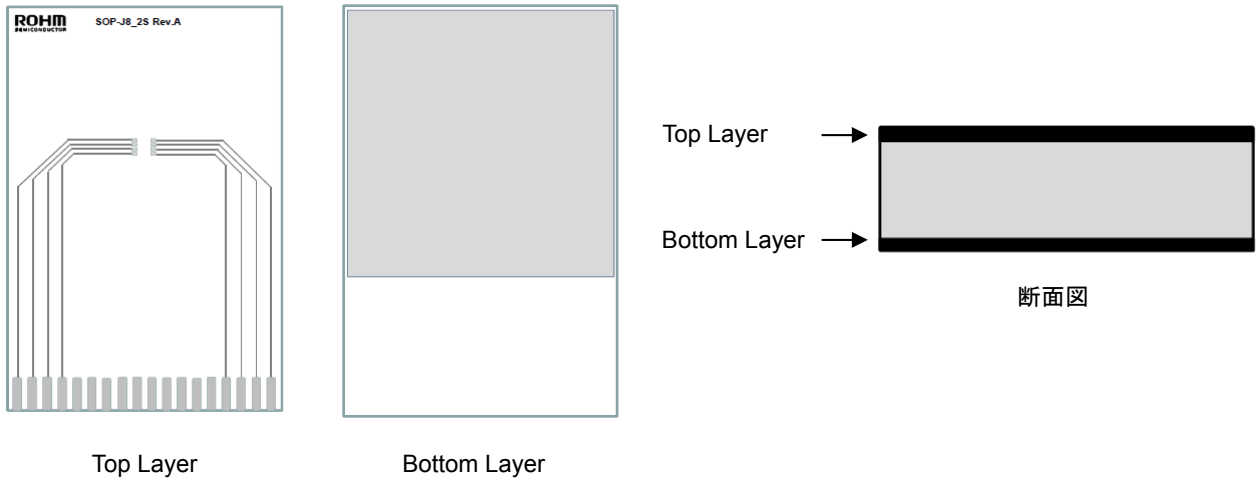 ROHM
SEMICONDUCTOR
SOP-J8_2S Rev.A
Top Layer
Bottom Layer
Top Layer
Bottom Layer
断面図